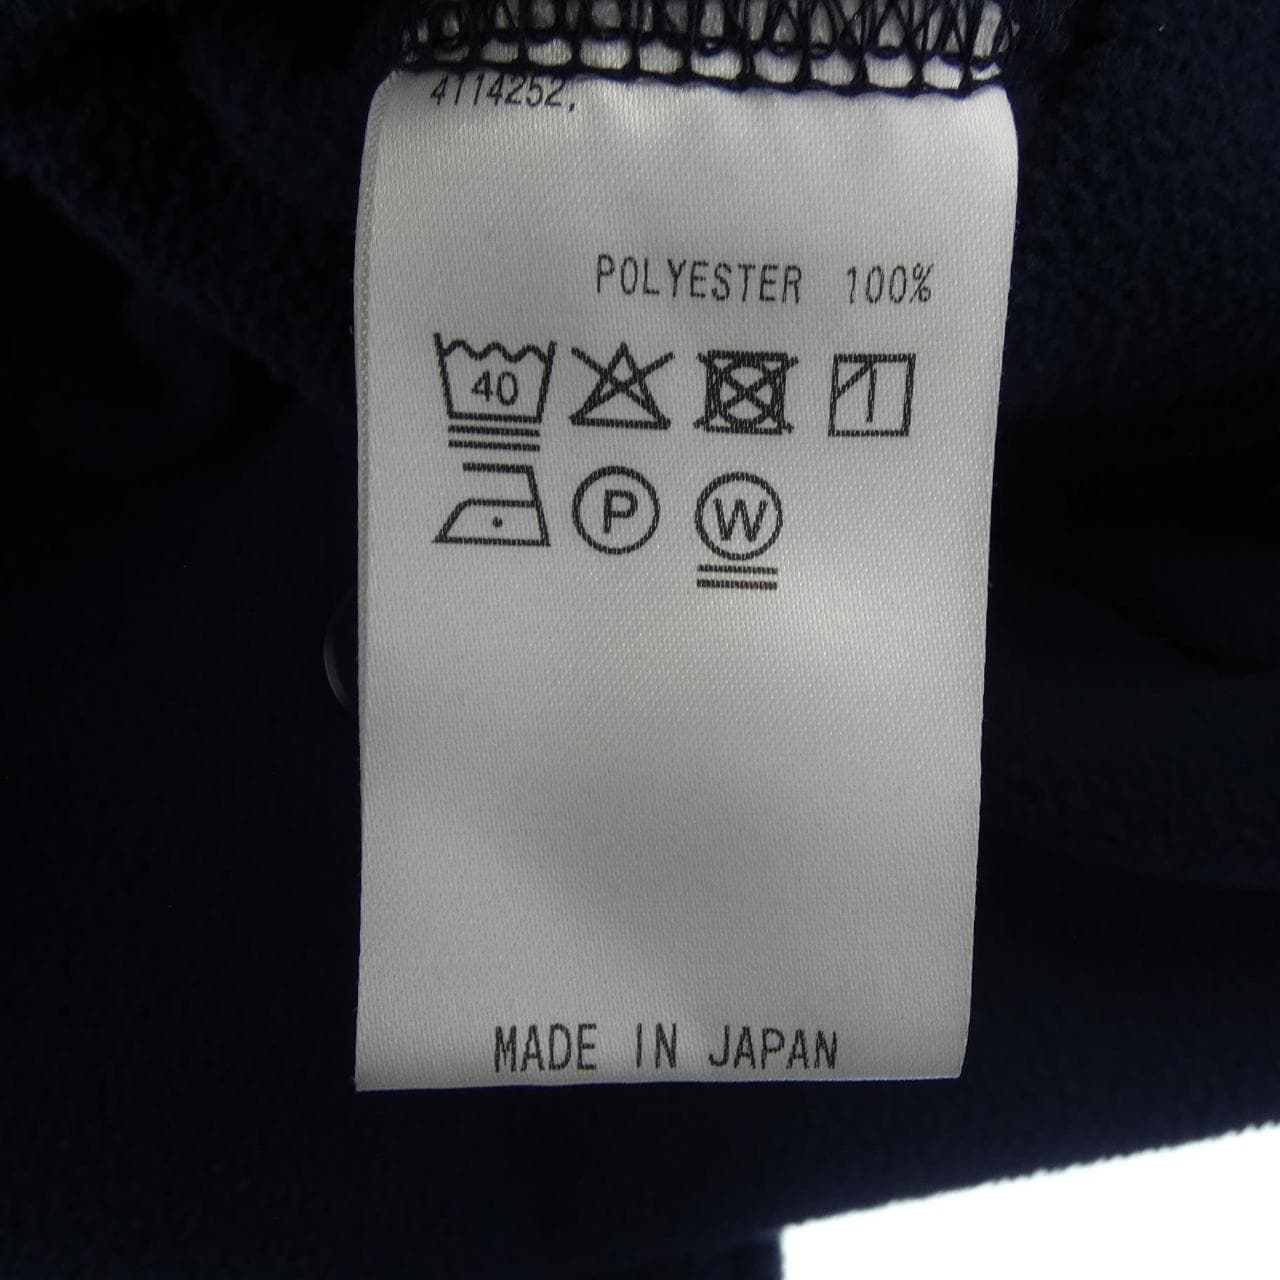 4114252,
POLYESTER 100%
40
P W
MADE IN JAPAN